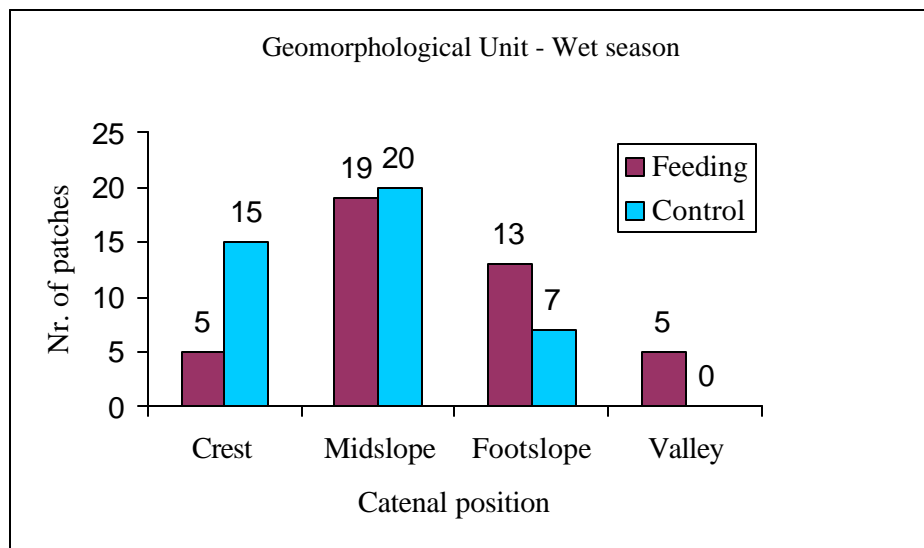 Geomorphological Unit - Wet season
Nr. of patches
25
20
15
10
5
0
5
15
19
20
13
7
5
0
Feeding
Control
Crest
Midslope
Footslope
Valley
Catenal position